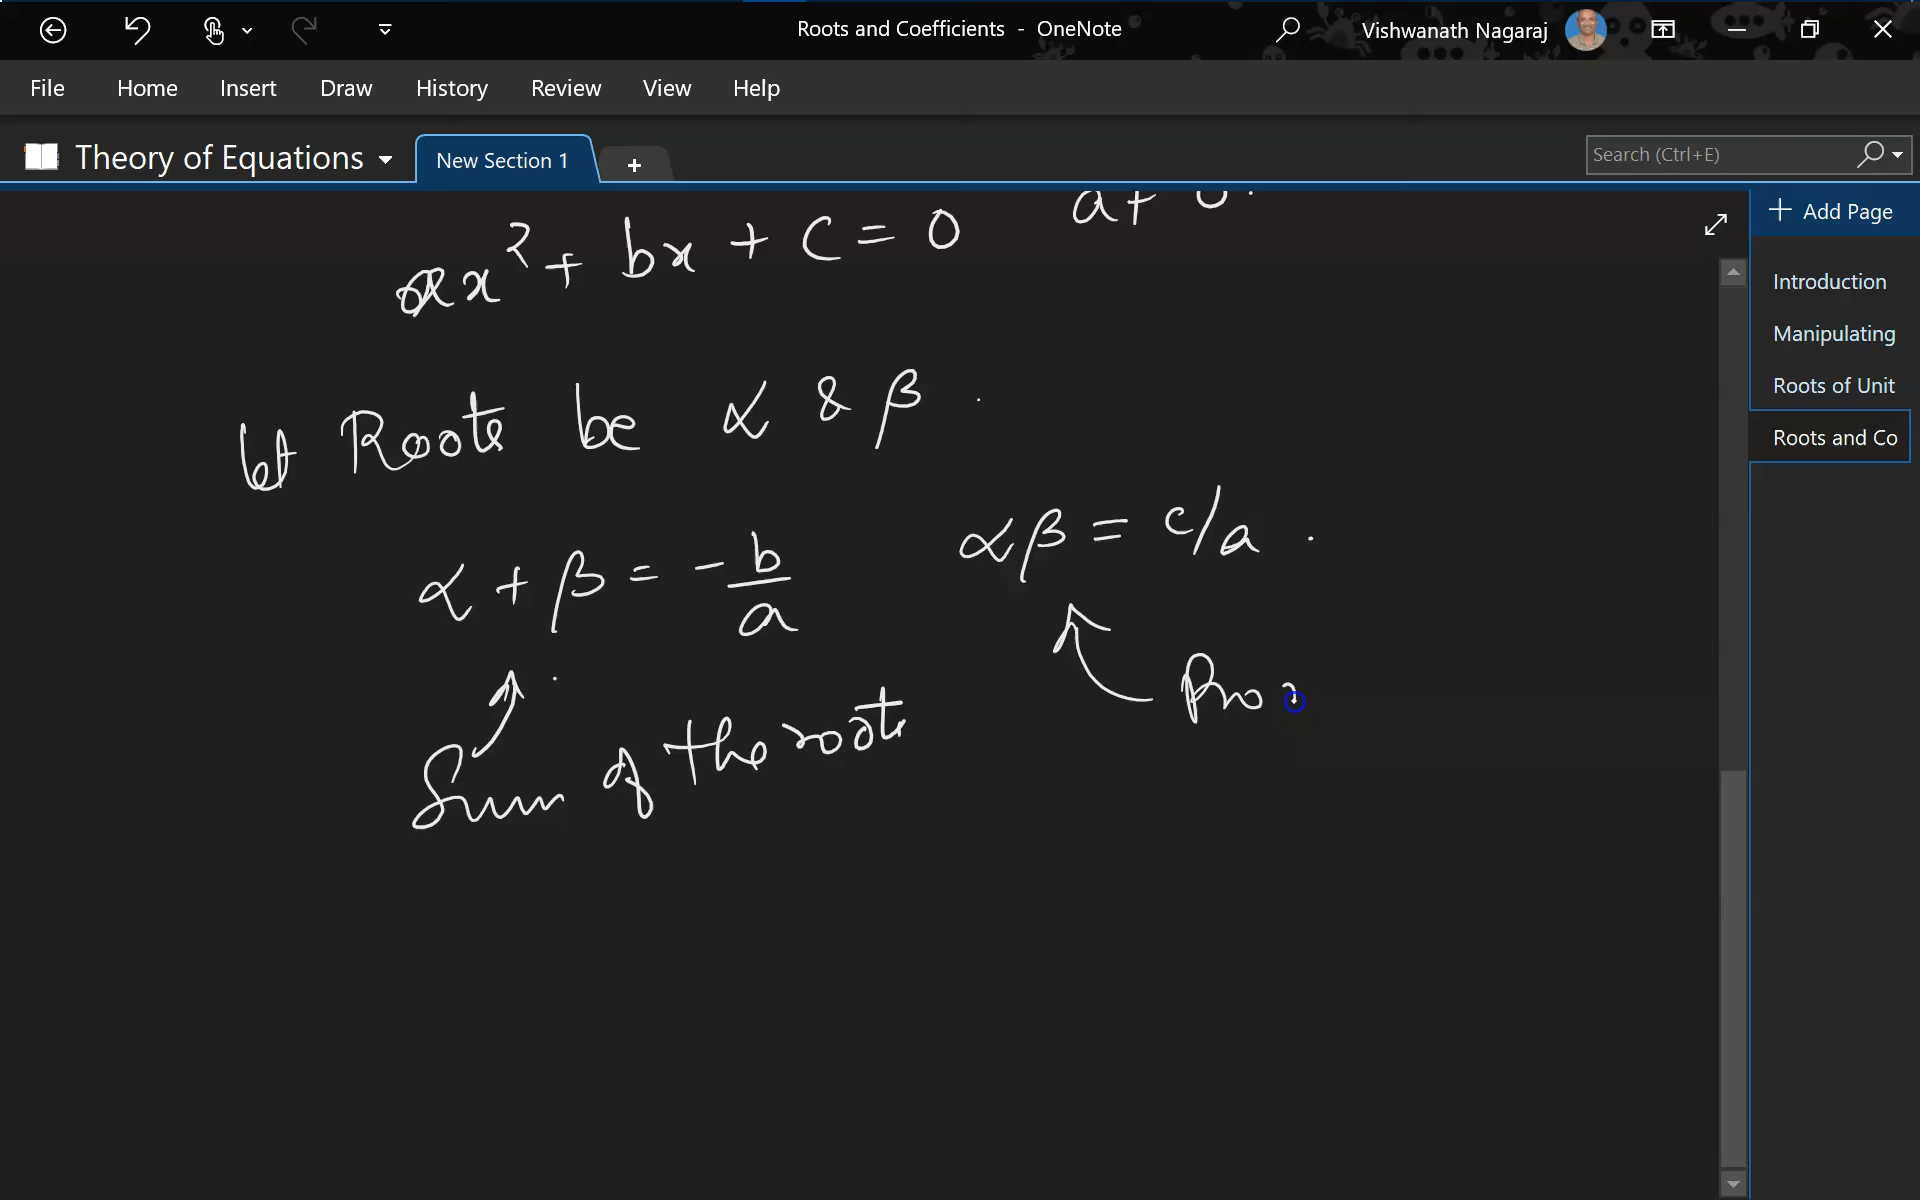 Roots and Coefficients - OneNote
Vishwanath Nagaraj
File Home Insert Draw History Review View Help
Theory of Equations
New Section 1
+
Search (Ctrl+E)
+ Add Page
Introduction
Manipulating
Roots of Unit
Roots and Co
ax² + bx + c = 0
let Roots be α & β .
α + β = -b/a
αβ = c/a .
Sum of the roots
Pro